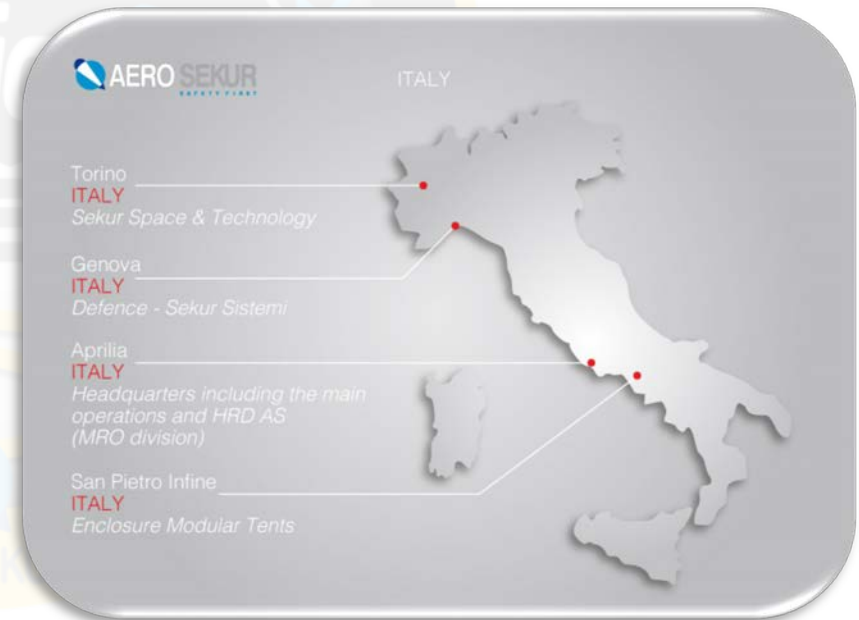 AERO SEKUR
SAFETY FIRST
ITALY
Torino
ITALY
Sekur Space & Technology
Genova
ITALY
Defence - Sekur Sistemi
Aprilia
ITALY
Headquarters including the main
operations and HRD AS
(MRO division)
San Pietro Infine
ITALY
Enclosure Modular Tents